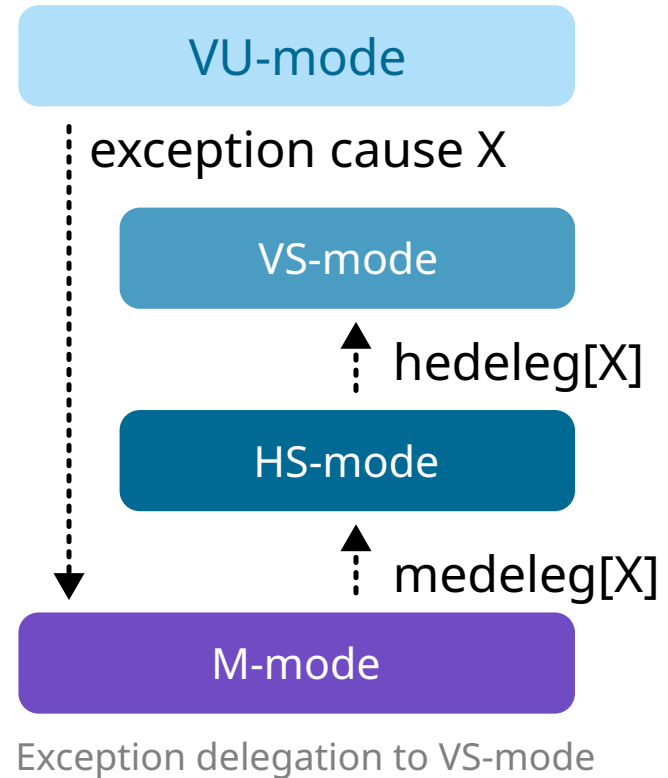 VU-mode
exception cause X
VS-mode
hedeleg[X]
HS-mode
medeleg[X]
M-mode
Exception delegation to VS-mode